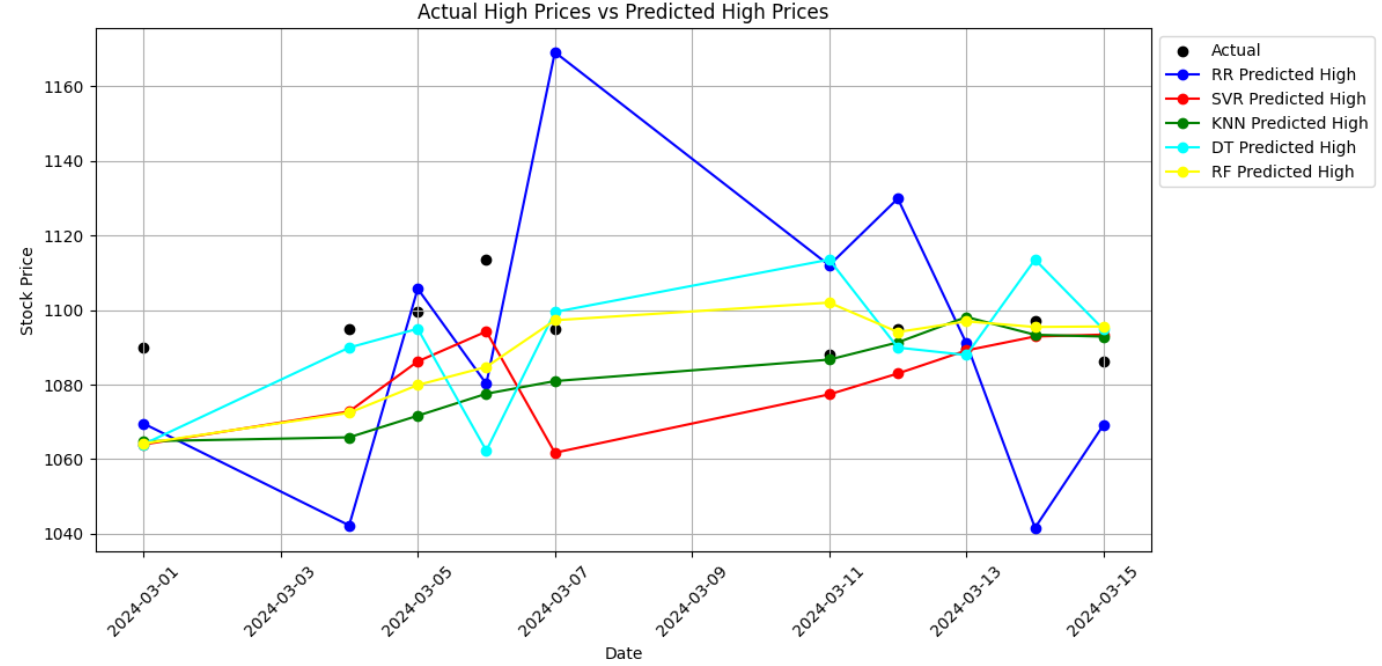 Actual High Prices vs Predicted High Prices
Actual
RR Predicted High
SVR Predicted High
KNN Predicted High
DT Predicted High
RF Predicted High
Stock Price
1160
1140
1120
1100
1080
1060
1040
2024-03-01
2024-03-03
2024-03-05
2024-03-07
2024-03-09
2024-03-11
2024-03-13
2024-03-15
Date